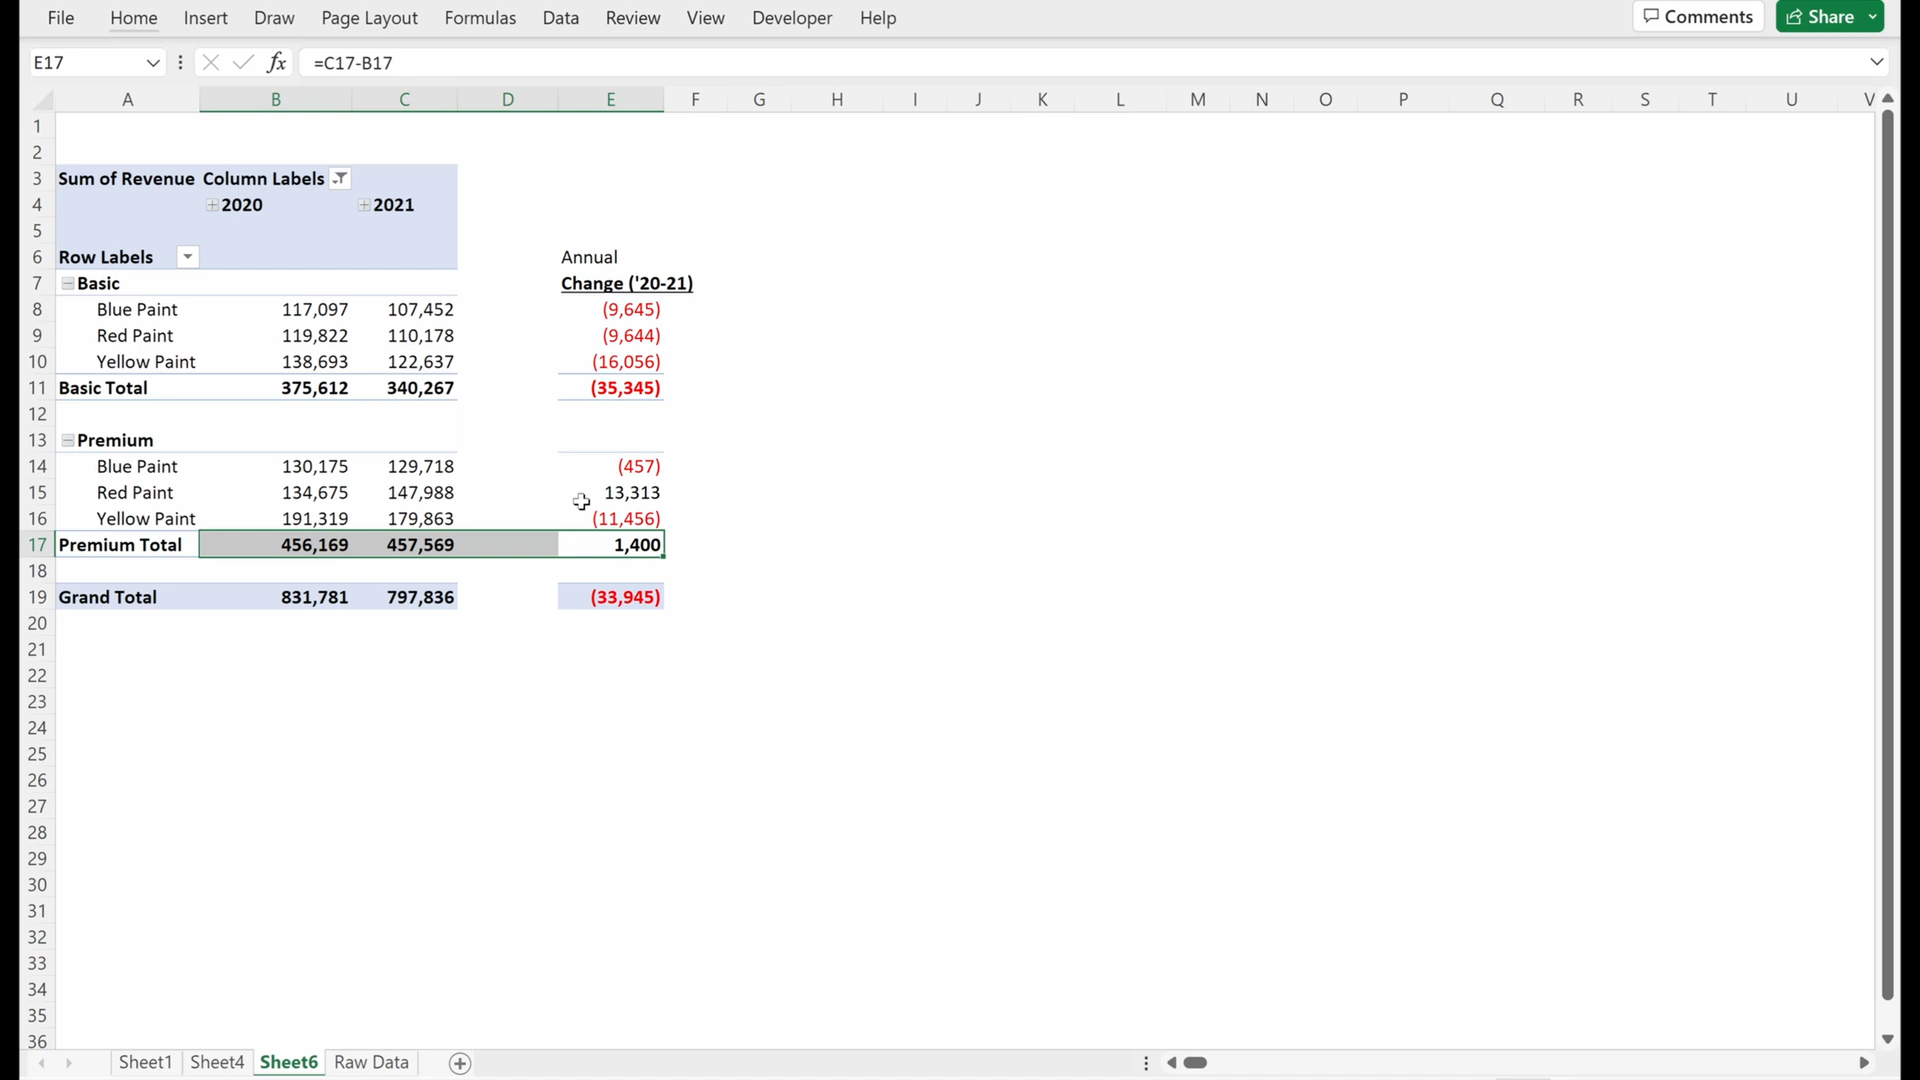 File Home Insert Draw Page Layout Formulas Data Review View Developer Help Comments Share
E17 fx =C17-B17
A B C D E F G H I J K L M N O P Q R S T U V
1
2
3 Sum of Revenue Column Labels
4 2020 2021
5
6 Row Labels Annual
7 Basic Change ('20-21)
8 Blue Paint 117,097 107,452 (9,645)
9 Red Paint 119,822 110,178 (9,644)
10 Yellow Paint 138,693 122,637 (16,056)
11 Basic Total 375,612 340,267 (35,345)
12
13 Premium
14 Blue Paint 130,175 129,718 (457)
15 Red Paint 134,675 147,988 13,313
16 Yellow Paint 191,319 179,863 (11,456)
17 Premium Total 456,169 457,569 1,400
18
19 Grand Total 831,781 797,836 (33,945)
20
21
22
23
24
25
26
27
28
29
30
31
32
33
34
35
36
Sheet1 Sheet4 Sheet6 Raw Data